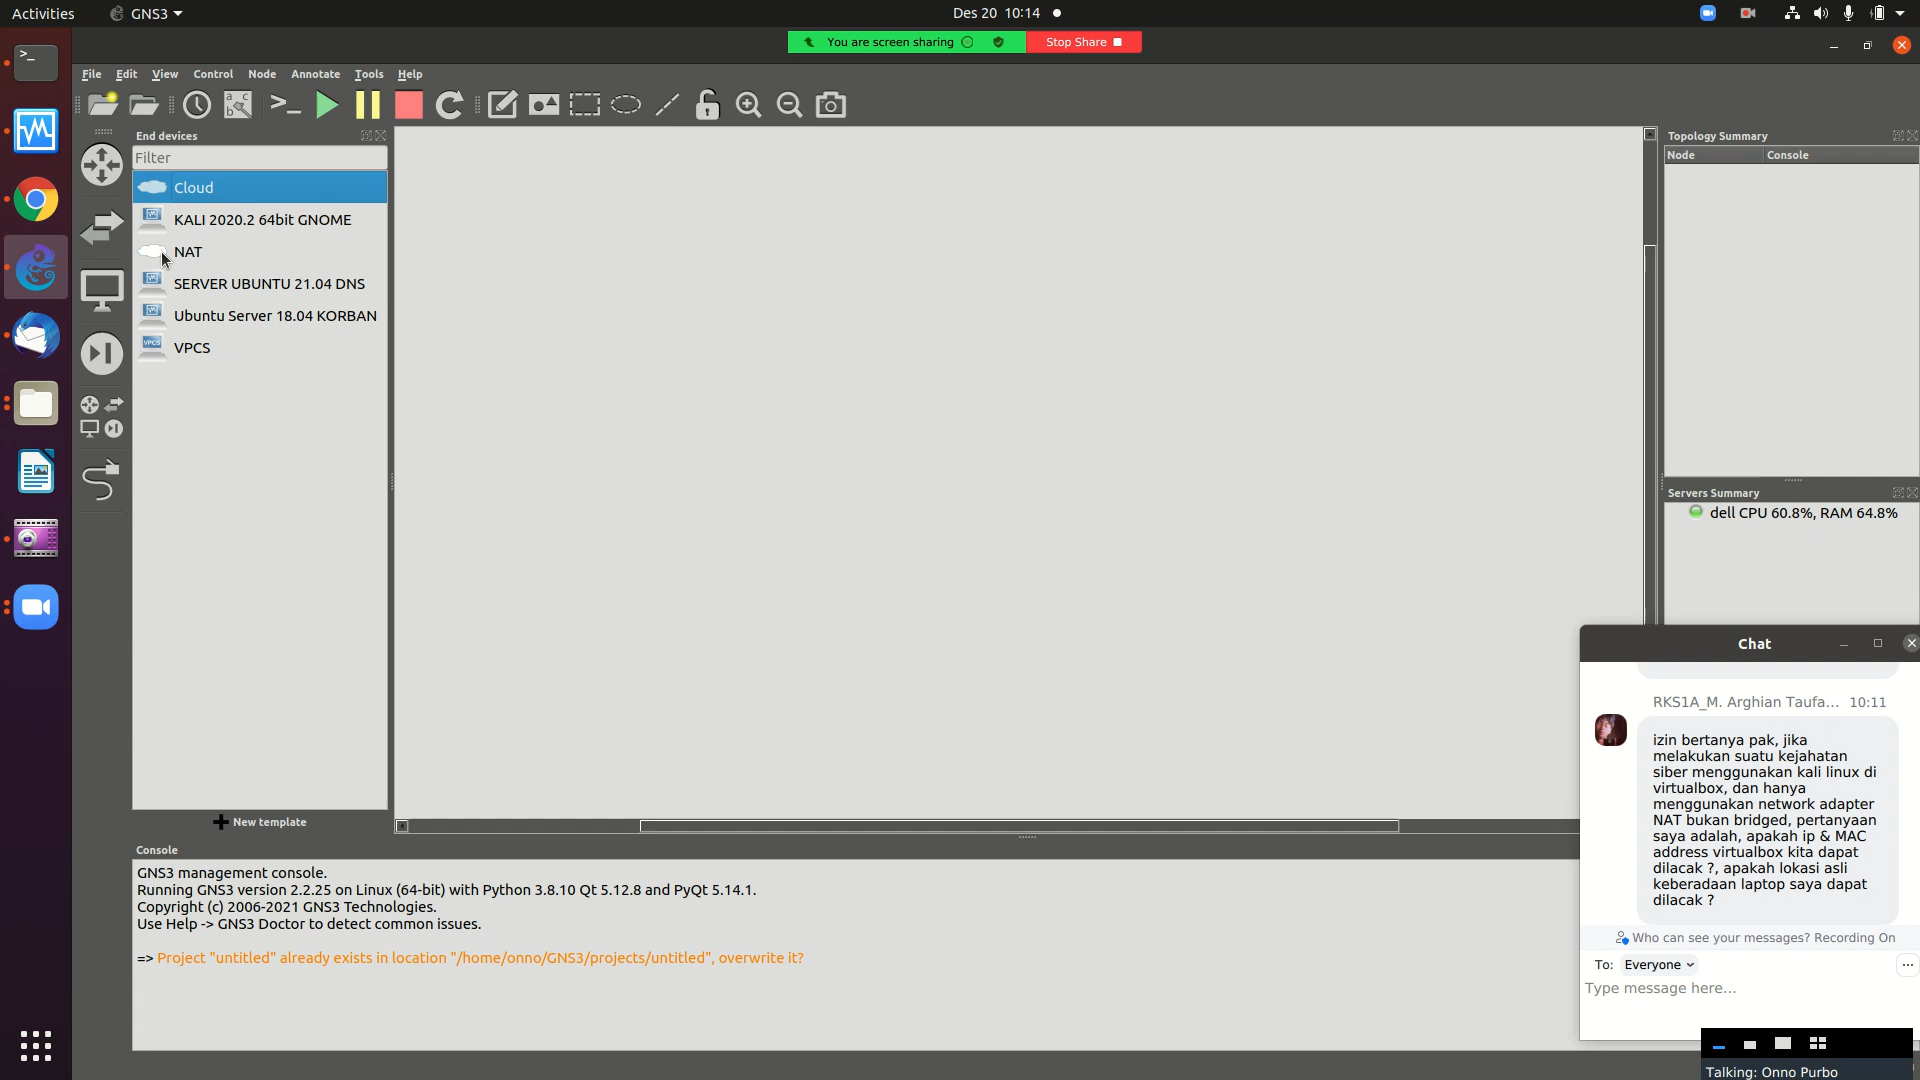 Activities
GNS3
Des 20 10:14
You are screen sharing
Stop Share
File Edit View Control Node Annotate Tools Help
End devices
Filter
Cloud
KALI 2020.2 64bit GNOME
NAT
SERVER UBUNTU 21.04 DNS
Ubuntu Server 18.04 KORBAN
VPCS
VPCS
New template
Topology Summary
Node Console
Servers Summary
dell CPU 60.8%, RAM 64.8%
Console
GNS3 management console.
Running GNS3 version 2.2.25 on Linux (64-bit) with Python 3.8.10 Qt 5.12.8 and PyQt 5.14.1.
Copyright (c) 2006-2021 GNS3 Technologies.
Use Help -> GNS3 Doctor to detect common issues.
=> Project "untitled" already exists in location "/home/onno/GNS3/projects/untitled", overwrite it?
Chat
RKS1A_M. Arghian Taufa... 10:11
izin bertanya pak, jika
melakukan suatu kejahatan
siber menggunakan kali linux di
virtualbox, dan hanya
menggunakan network adapter
NAT bukan bridged, pertanyaan
saya adalah, apakah ip & MAC
address virtualbox kita dapat
dilacak ?, apakah lokasi asli
keberadaan laptop saya dapat
dilacak ?
Who can see your messages? Recording On
To: Everyone
Type message here...
Talking: Onno Purbo